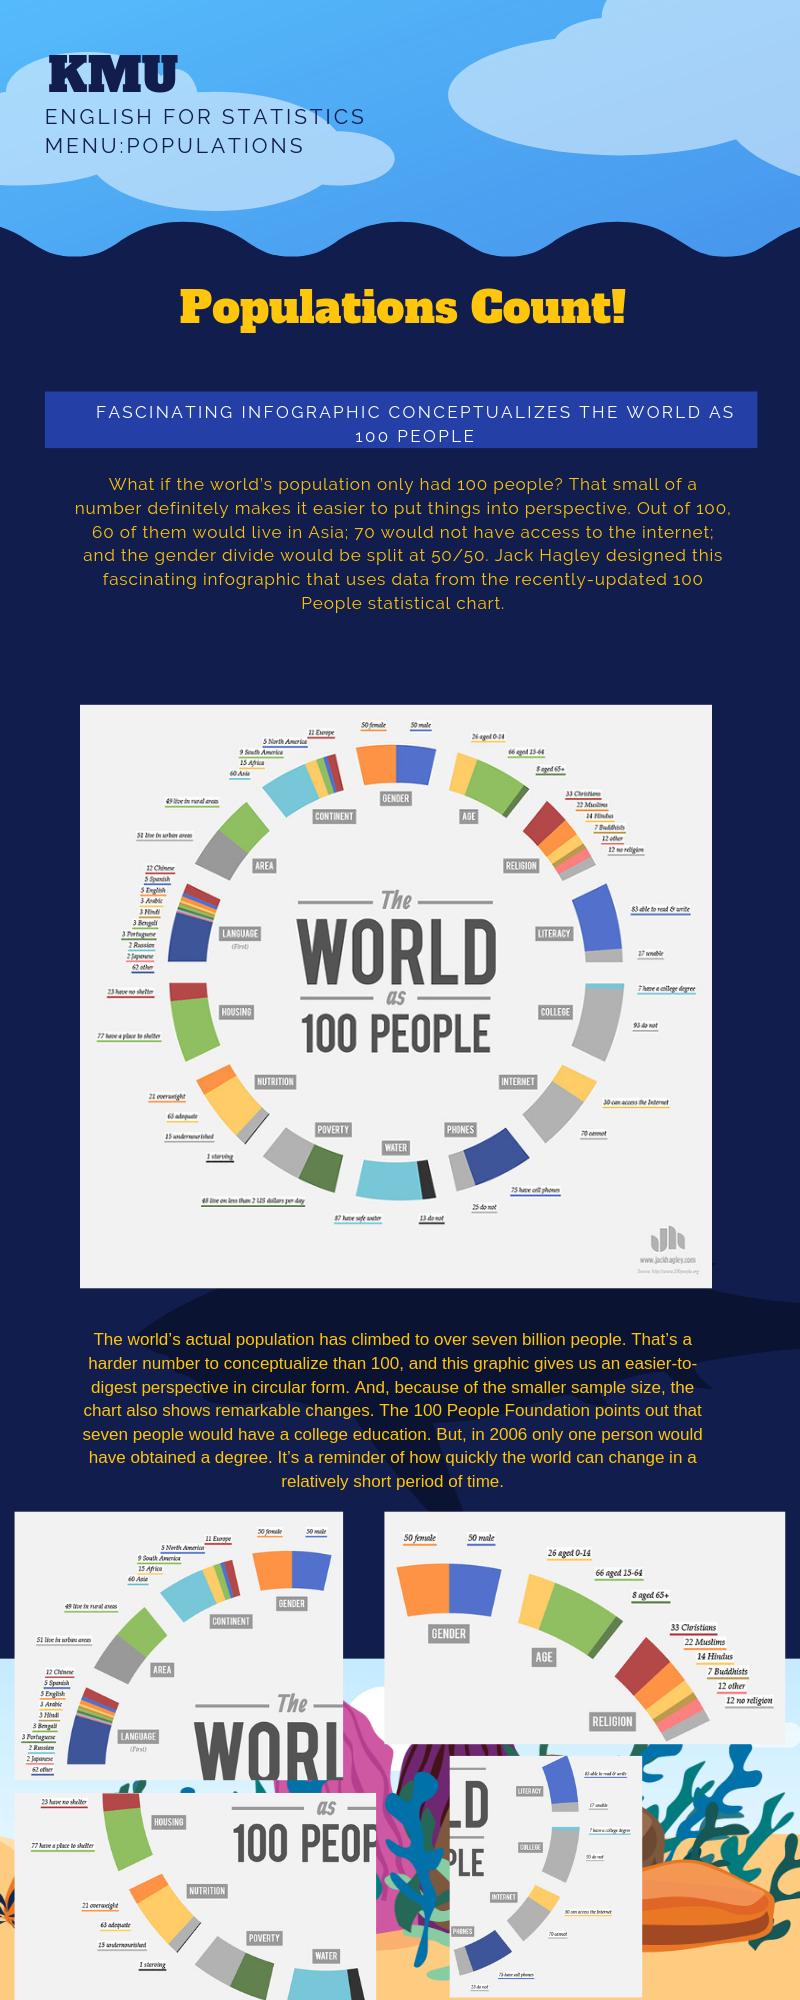 KMU
ENGLISH FOR STATISTICS
MENU:POPULATIONS
Populations Count!
FASCINATING INFOGRAPHIC CONCEPTUALIZES THE WORLD AS
100 PEOPLE
What if the world's population only had 100 people? That small of a
number definitely makes it easier to put things into perspective. Out of 100,
60 of them would live in Asia; 70 would not have access to the internet;
and the gender divide would be split at 50/50. Jack Hagley designed this
fascinating infographic that uses data from the recently-updated 100
People statistical chart.
The
WORLD
as
100 PEOPLE
GENDER
50 female
50 male
AGE
26 aged 0-14
66 aged 15-64
8 aged 65+
RELIGION
33 Christians
22 Muslims
14 Hindus
7 Buddhists
12 other
12 no religion
LITERACY
83 able to read & write
17 unable
COLLEGE
7 have a college degree
93 do not
INTERNET
30 can access the Internet
70 cannot
PHONES
75 have cell phones
25 do not
WATER
87 have safe water
13 do not
POVERTY
48 live on less than 2 US dollars per day
NUTRITION
21 overweight
63 adequate
15 undernourished
1 starving
HOUSING
23 have no shelter
77 have a place to shelter
LANGUAGE
(First)
12 Chinese
5 Spanish
5 English
3 Arabic
3 Hindi
3 Bengali
3 Portuguese
2 Russian
2 Japanese
62 other
AREA
49 live in rural areas
51 live in urban areas
CONTINENT
5 North America
11 Europe
9 South America
15 Africa
60 Asia
www.jackhagley.com
The world's actual population has climbed to over seven billion people. That's a
harder number to conceptualize than 100, and this graphic gives us an easier-to-
digest perspective in circular form. And, because of the smaller sample size, the
chart also shows remarkable changes. The 100 People Foundation points out that
seven people would have a college education. But, in 2006 only one person would
have obtained a degree. It's a reminder of how quickly the world can change in a
relatively short period of time.
11 Europe
5 North America
9 South America
15 Africa
60 Asia
50 female
50 male
GENDER
CONTINENT
49 live in rural areas
51 live in urban areas
AREA
12 Chinese
5 Spanish
5 English
3 Arabic
3 Hindi
3 Bengali
3 Portuguese
2 Russian
2 Japanese
62 other
LANGUAGE
(First)
The
WORL
50 female
50 male
GENDER
26 aged 0-14
66 aged 15-64
8 aged 65+
AGE
33 Christians
22 Muslims
14 Hindus
7 Buddhists
12 other
12 no religion
RELIGION
23 have no shelter
77 have a place to shelter
HOUSING
as
100 PEOP
NUTRITION
21 overweight
63 adequate
15 undernourished
1 starving
POVERTY
WATER
LD
PLE
LITERACY
83 able to read & write
17 unable
COLLEGE
7 have a college degree
93 do not
INTERNET
30 can access the Internet
70 cannot
PHONES
75 have cell phones
25 do not